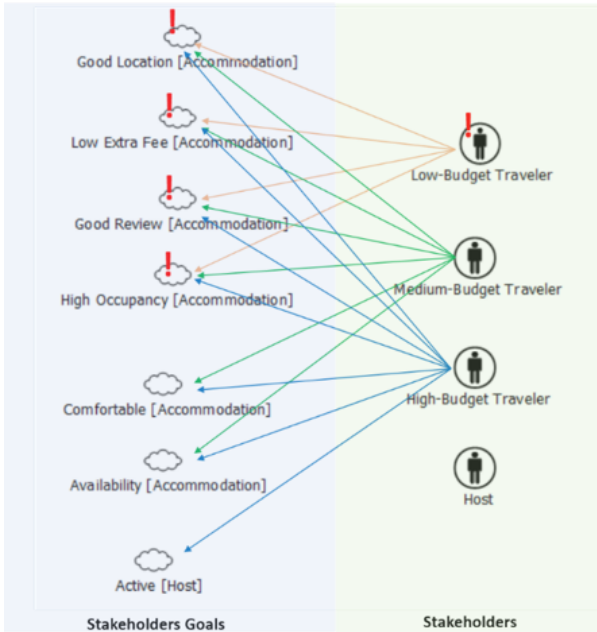 Good Location [Accommodation]
Low Extra Fee [Accommodation]
Low-Budget Traveler
Good Review [Accommodation]
Medium-Budget Traveler
High Occupancy [Accommodation]
High-Budget Traveler
Comfortable [Accommodation]
Availability [Accommodation]
Host
Active [Host]
Stakeholders Goals
Stakeholders